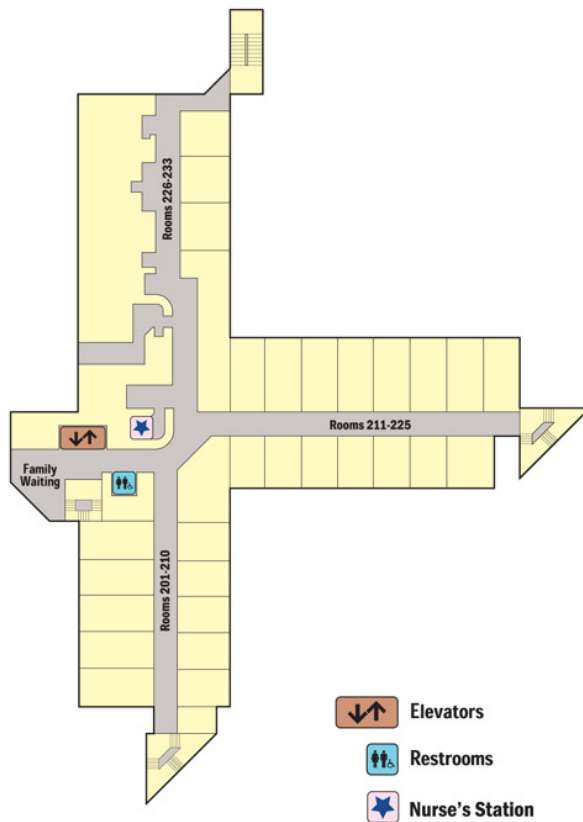 Rooms 226-233
Rooms 211-225
Family
Waiting
Rooms 201-210
Elevators
Restrooms
Nurse's Station